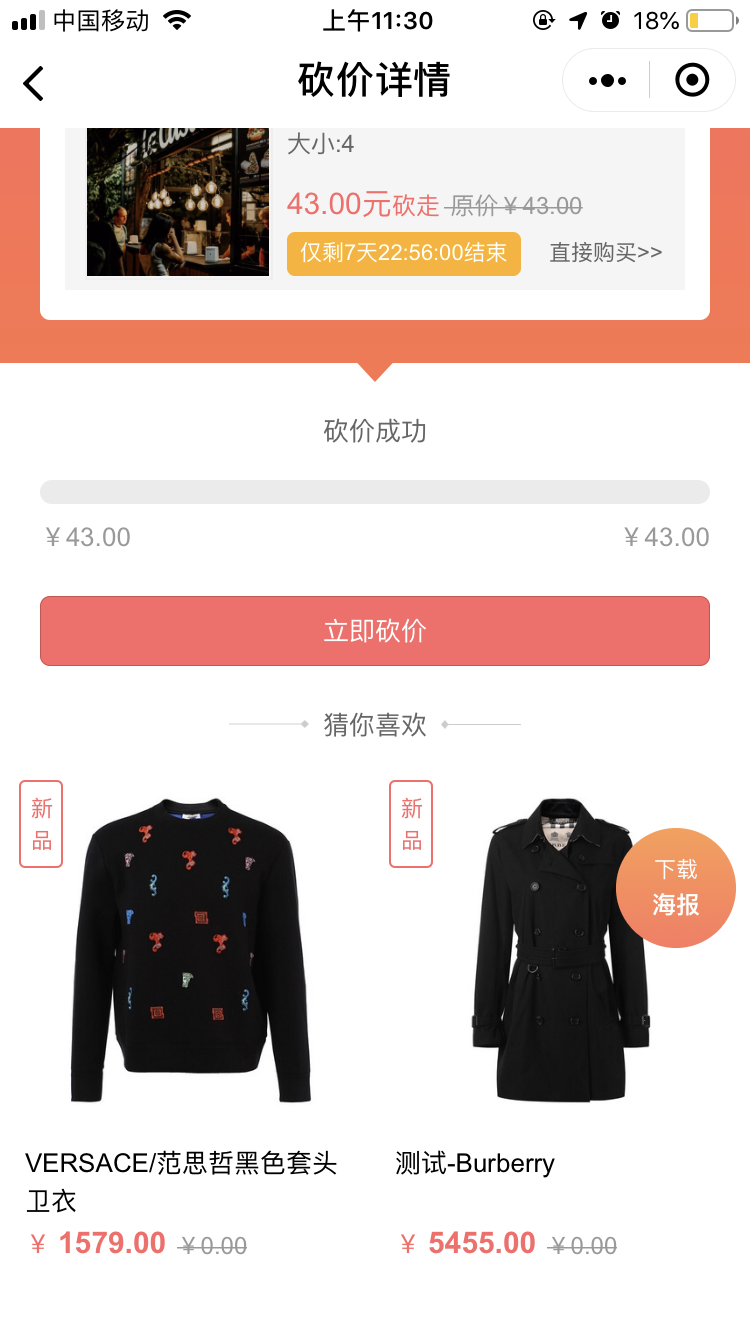 中国移动 上午11:30 18%
砍价详情
大小:4
43.00元砍走 原价￥43.00
仅剩7天22:56:00结束 直接购买>>
砍价成功
￥43.00 ￥43.00
立即砍价
猜你喜欢
新品 新品
下载
海报
VERSACE/范思哲黑色套头
卫衣
测试-Burberry
￥ 1579.00 ￥0.00
￥ 5455.00 ￥0.00